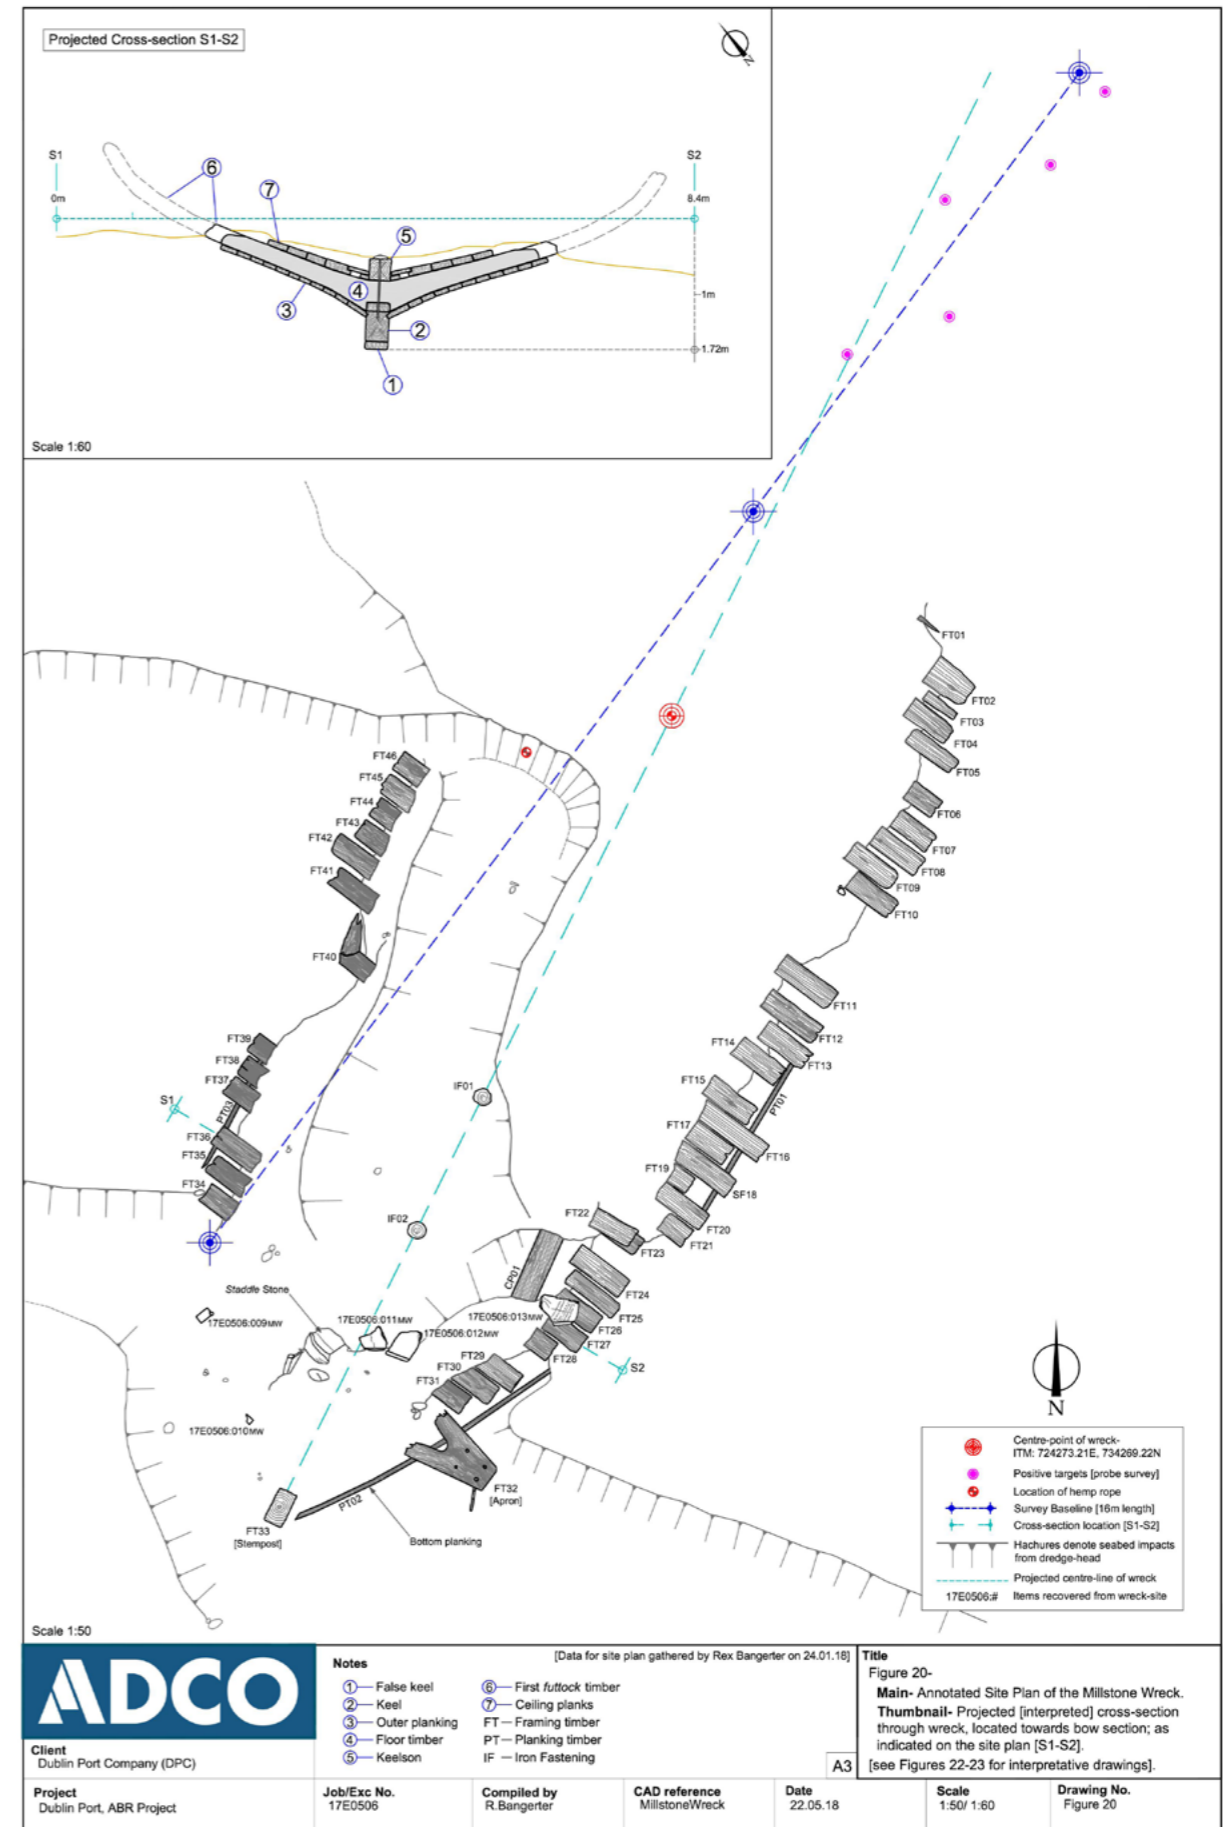 Projected Cross-section S1-S2
N
S1
S2
0m
8.4m
6
7
5
4
3
2
1
1m
1.72m
Scale 1:60
FT01
FT02
FT03
FT04
FT05
FT06
FT07
FT08
FT09
FT10
FT11
FT12
FT13
FT14
FT15
PT01
FT17
FT16
FT19
SF18
FT20
FT21
FT22
FT23
FT46
FT45
FT44
FT43
FT42
FT41
FT40
FT39
FT38
FT37
S1
PT03
FT36
FT35
FT34
IF01
IF02
CP01
FT24
FT25
FT26
FT27
FT28
S2
Staddle Stone
17E0506:009MW
17E0506:011MW
17E0506:012MW
17E0506:013MW
FT29
FT30
FT31
17E0506:010MW
FT32
[Apron]
PT02
FT33
[Stempost]
Bottom planking
N
Centre-point of wreck-
ITM: 724273.21E, 734269.22N
Positive targets [probe survey]
Location of hemp rope
Survey Baseline [16m length]
Cross-section location [S1-S2]
Hachures denote seabed impacts
from dredge-head
Projected centre-line of wreck
17E0506:# Items recovered from wreck-site
Scale 1:50
ADCO
Client
Dublin Port Company (DPC)
Notes
[Data for site plan gathered by Rex Bangerter on 24.01.18]
1 False keel
2 Keel
3 Outer planking
4 Floor timber
5 Keelson
6 First futtock timber
7 Ceiling planks
FT — Framing timber
PT — Planking timber
IF — Iron Fastening
A3
Title
Figure 20-
Main- Annotated Site Plan of the Millstone Wreck.
Thumbnail- Projected [interpreted] cross-section
through wreck, located towards bow section; as
indicated on the site plan [S1-S2].
[see Figures 22-23 for interpretative drawings].
Project
Dublin Port, ABR Project
Job/Exc No.
17E0506
Compiled by
R.Bangerter
CAD reference
MillstoneWreck
Date
22.05.18
Scale
1:50/ 1:60
Drawing No.
Figure 20